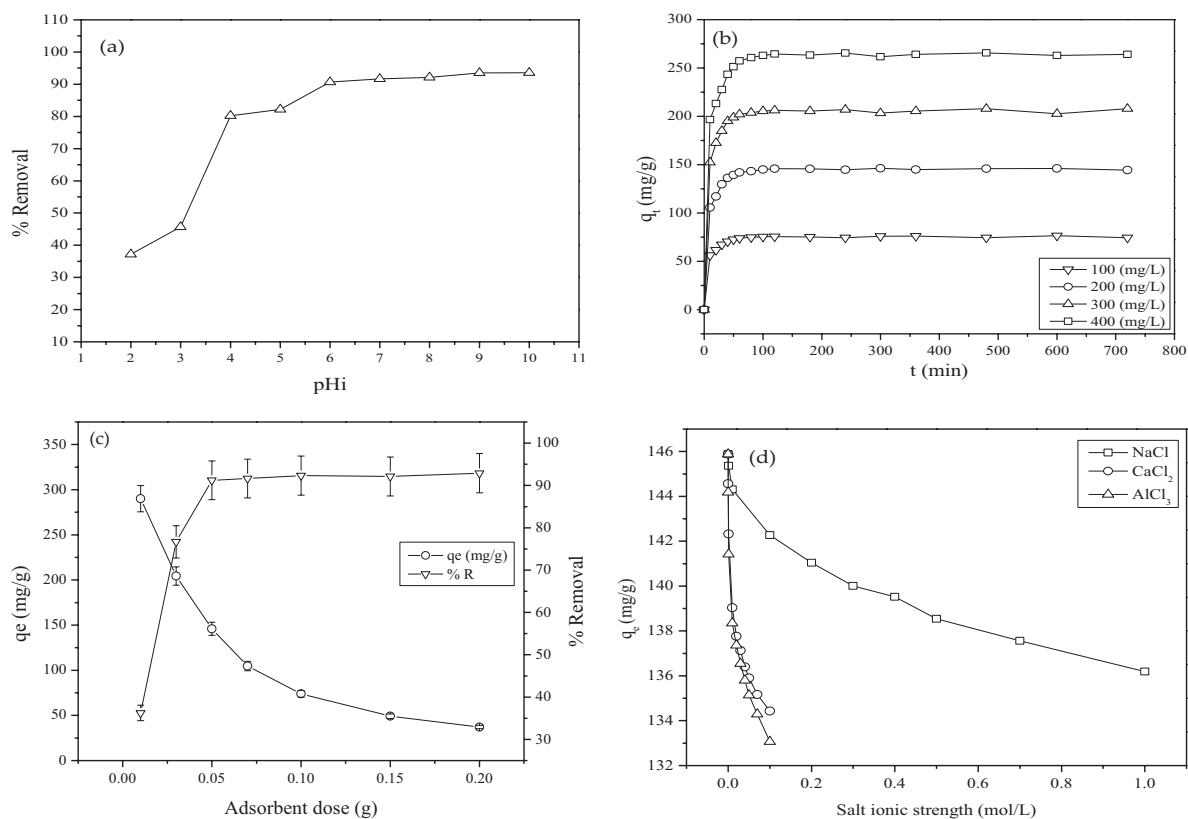 (a)
110
100
90
80
70
60
50
40
30
20
10
% Removal
1 2 3 4 5 6 7 8 9 10 11
pHi
(b)
300
250
200
150
100
50
0
qt (mg/g)
100 (mg/L)
200 (mg/L)
300 (mg/L)
400 (mg/L)
0 100 200 300 400 500 600 700 800
t (min)
(c)
350
300
250
200
150
100
50
0
qe (mg/g)
qe (mg/g)
% R
100
90
80
70
60
50
40
30
% Removal
0.00 0.05 0.10 0.15 0.20
Adsorbent dose (g)
(d)
146
144
142
140
138
136
134
132
qe (mg/g)
NaCl
CaCl2
AlCl3
0.0 0.2 0.4 0.6 0.8 1.0
Salt ionic strength (mol/L)